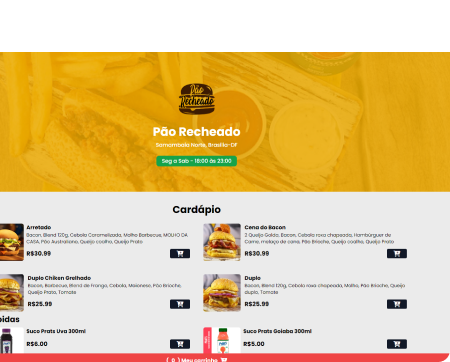 Pão
Recheado
Pão Recheado
Samambaia Norte, Brasília-DF
Seg a Sab - 18:00 às 23:00
Cardápio
Arretado
Bacon, Blend 120g, Cebola Caramelizada, Molho Barbecue, MOLHO DA
CASA, Pão Australiano, Queijo coalho, Queijo Prato
R$30.99
Cena do Bacon
3 Queijo Goído, Bacon, Cebola roxa chapeada, Hambúrguer de
Carne, melaço de cana, Pão Brioche, Queijo coalho, Queijo Prato
R$30.99
Duplo Chiken Grelhado
Bacon, Barbecue, Blend de Frango, Cebola, Maionese, Pão Brioche,
Queijo Prato, Tomate
R$25.99
Duplo
Bacon, Blend 120g, Cebola roxa chapeada, Molho, Pão Brioche, Queijo
duplo, Tomate
R$25.99
bidas
Suco Prats Uva 300ml
R$6.00
Suco Prats Goiaba 300ml
R$5.00
( 0 ) Meu carrinho